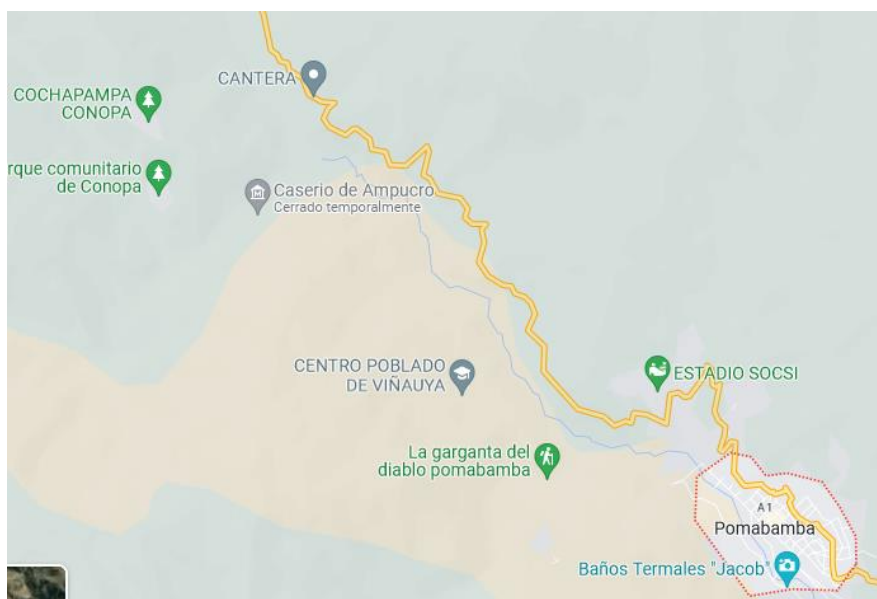 CANTERA
COCHAPAMPA
CONOPA
rque comunitario
de Conopa
Caserio de Ampucro
Cerrado temporalmente
CENTRO POBLADO
DE VIÑAUYA
ESTADIO SOCSI
La garganta del
diablo pomabamba
A1
Pomabamba
Baños Termales "Jacob"